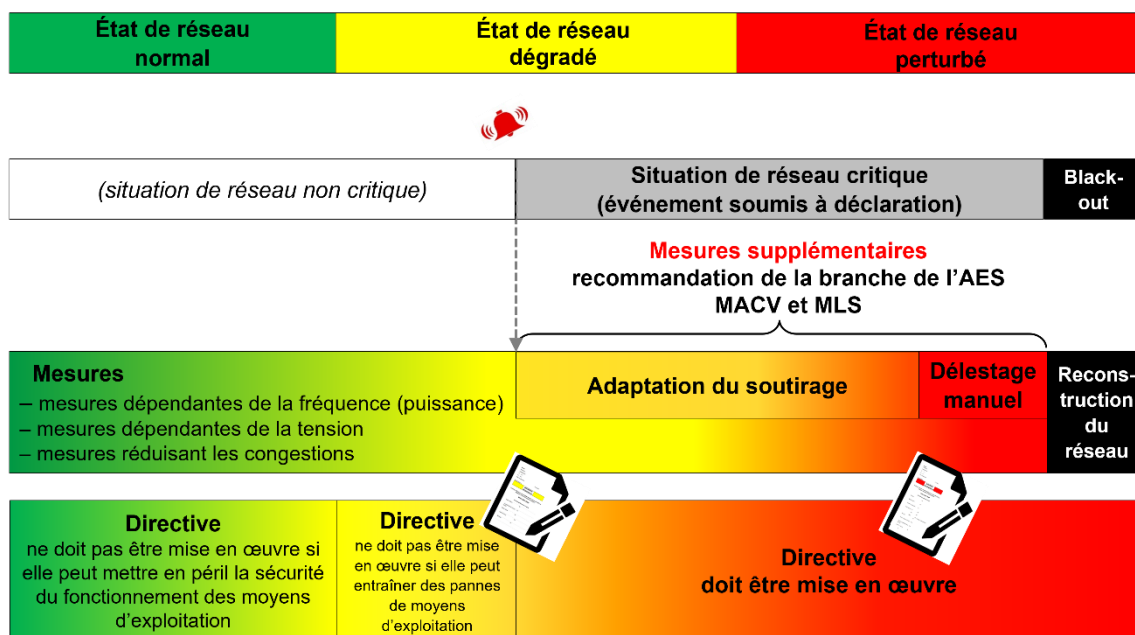 État de réseau
normal
État de réseau
dégradé
État de réseau
perturbé
(situation de réseau non critique)
Situation de réseau critique
(événement soumis à déclaration)
Black-
out
Mesures supplémentaires
recommandation de la branche de l'AES
MACV et MLS
Mesures
– mesures dépendantes de la fréquence (puissance)
– mesures dépendantes de la tension
– mesures réduisant les congestions
Adaptation du soutirage
Délestage
manuel
Recons-
truction
du
réseau
Directive
ne doit pas être mise en œuvre si
elle peut mettre en péril la sécurité
du fonctionnement des moyens
d'exploitation
Directive
ne doit pas être mise
en œuvre si elle peut
entraîner des pannes
de moyens
d'exploitation
Directive
doit être mise en œuvre